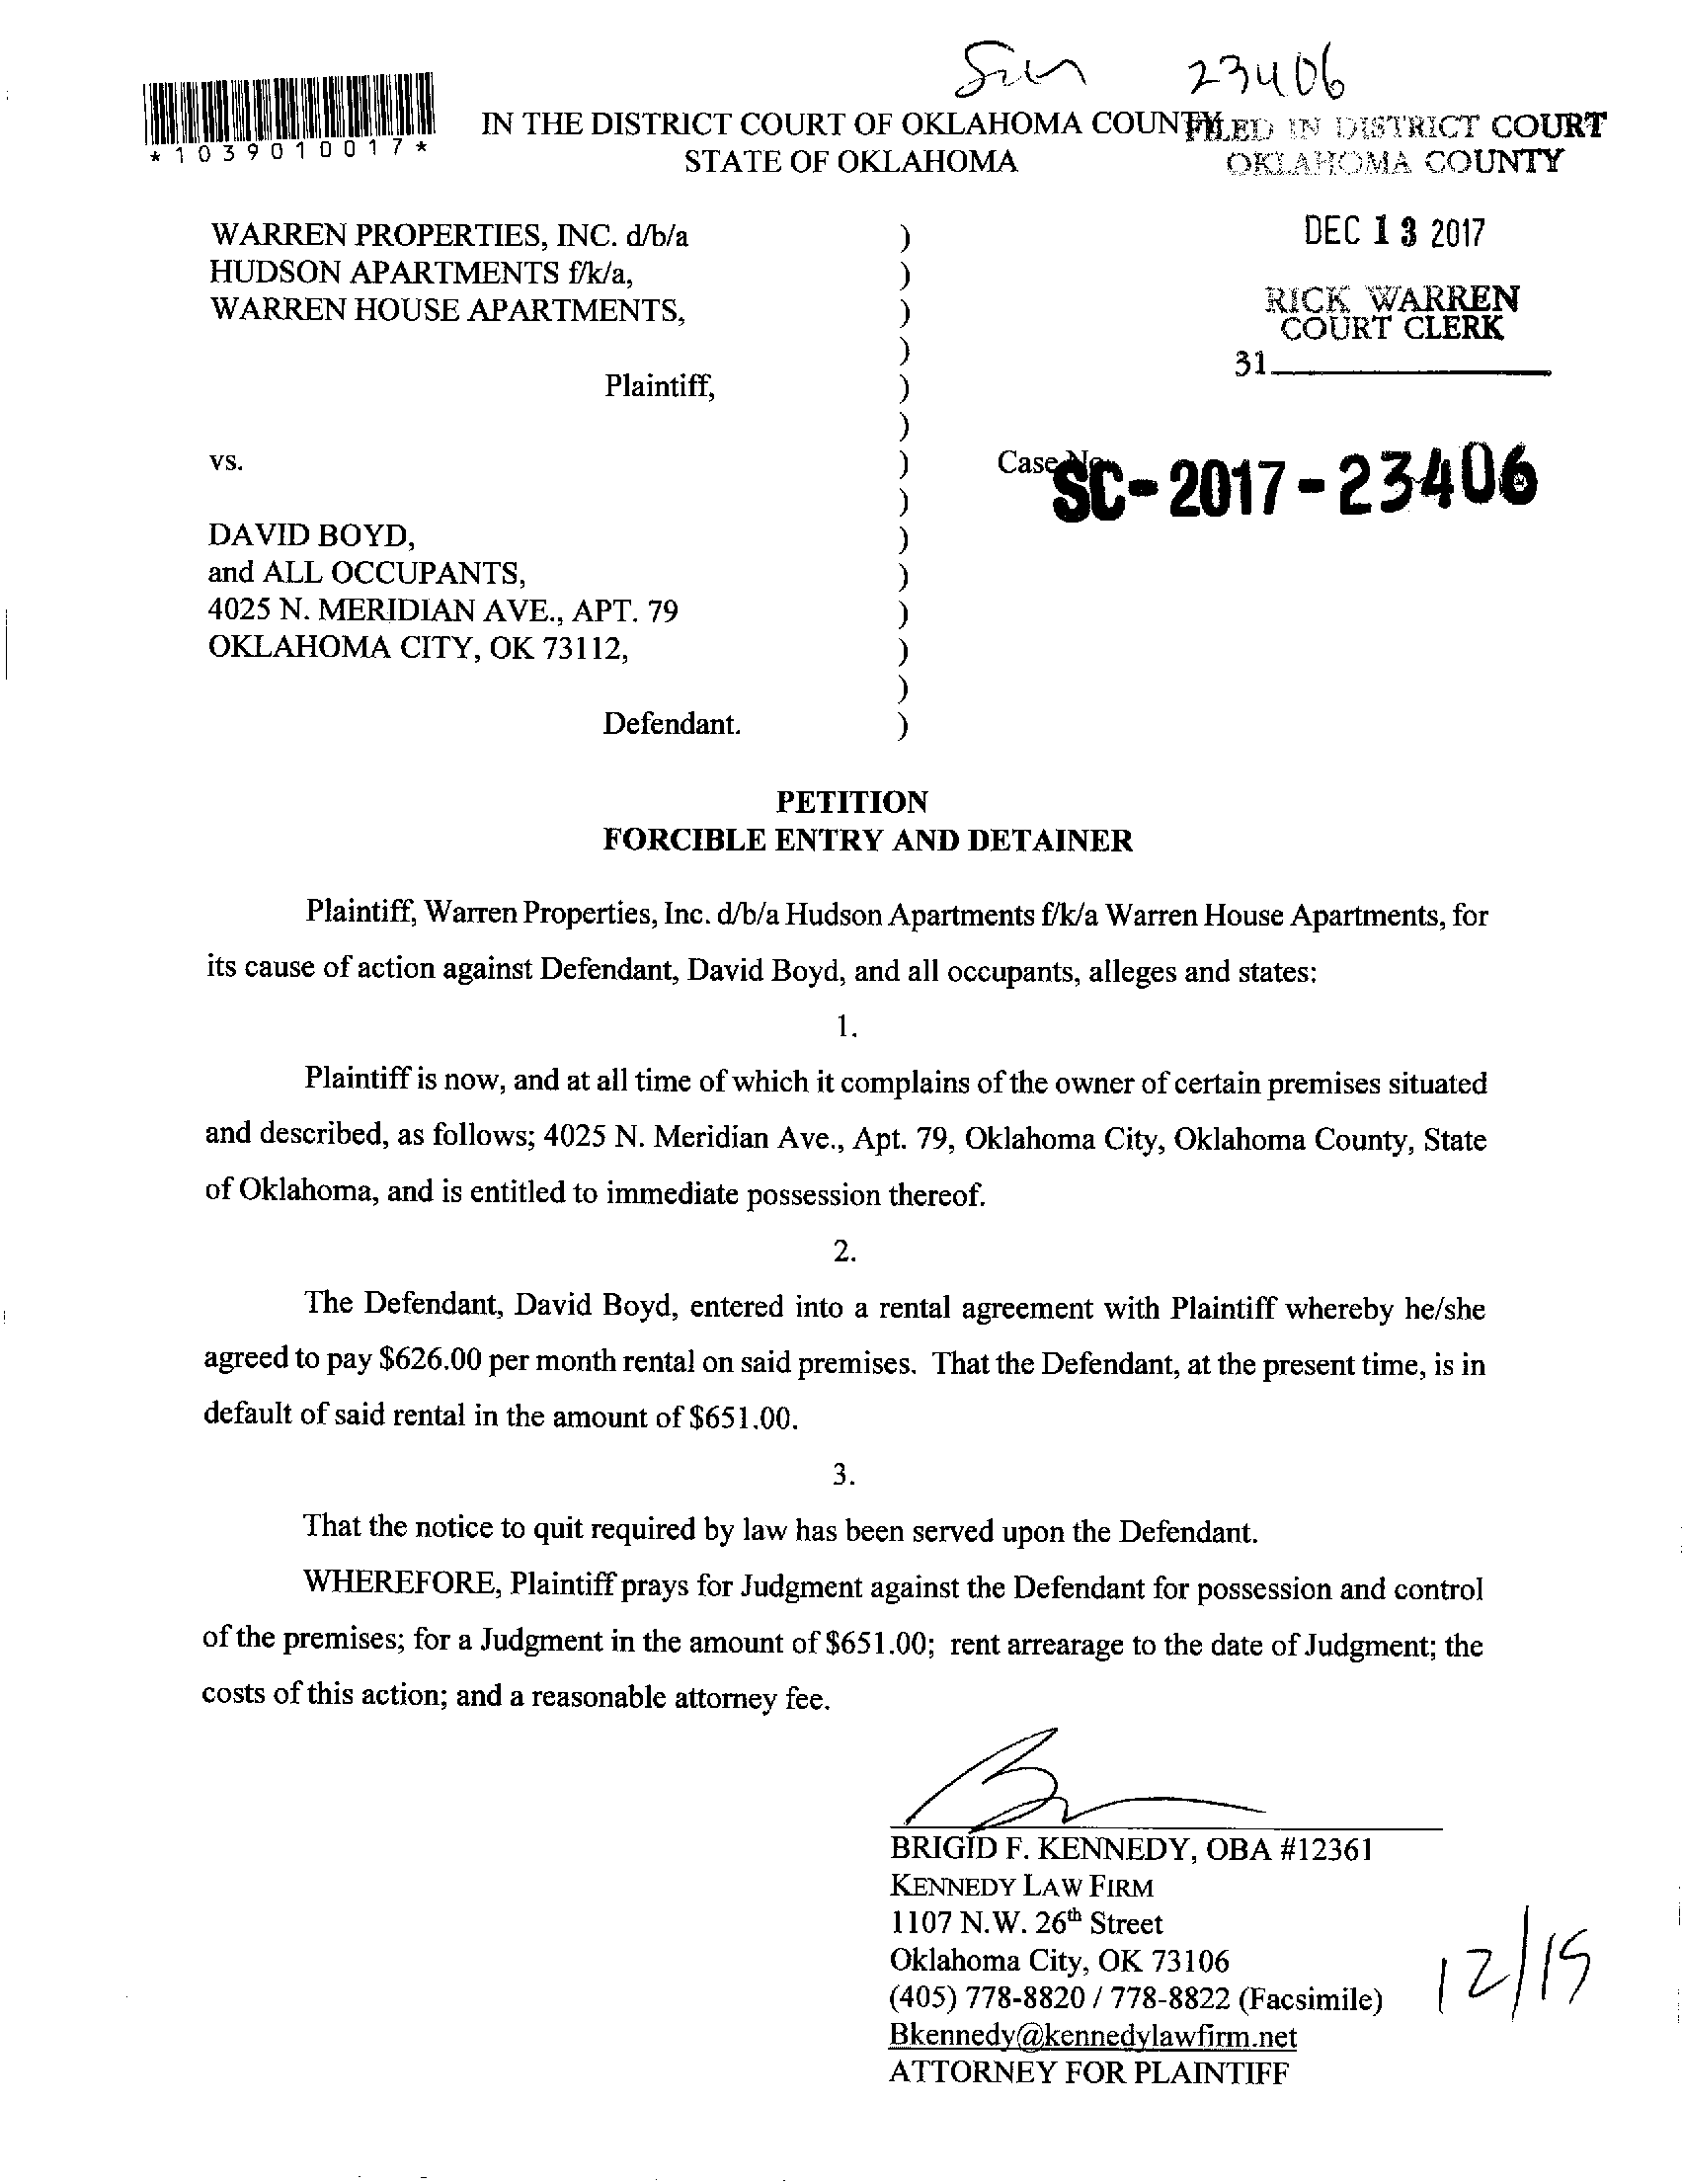 23406
*1039010017*
IN THE DISTRICT COURT OF OKLAHOMA COUNTY
STATE OF OKLAHOMA
FILED IN DISTRICT COURT
OKLAHOMA COUNTY
DEC 13 2017
RICK WARREN
COURT CLERK
31
WARREN PROPERTIES, INC. d/b/a )
HUDSON APARTMENTS f/k/a, )
WARREN HOUSE APARTMENTS, )
)
Plaintiff, )
)
vs. ) Case No. SC-2017-23406
)
DAVID BOYD, )
and ALL OCCUPANTS, )
4025 N. MERIDIAN AVE., APT. 79 )
OKLAHOMA CITY, OK 73112, )
)
Defendant. )
PETITION
FORCIBLE ENTRY AND DETAINER
Plaintiff, Warren Properties, Inc. d/b/a Hudson Apartments f/k/a Warren House Apartments, for
its cause of action against Defendant, David Boyd, and all occupants, alleges and states:
1.
Plaintiff is now, and at all time of which it complains of the owner of certain premises situated
and described, as follows; 4025 N. Meridian Ave., Apt. 79, Oklahoma City, Oklahoma County, State
of Oklahoma, and is entitled to immediate possession thereof.
2.
The Defendant, David Boyd, entered into a rental agreement with Plaintiff whereby he/she
agreed to pay $626.00 per month rental on said premises. That the Defendant, at the present time, is in
default of said rental in the amount of $651.00.
3.
That the notice to quit required by law has been served upon the Defendant.
WHEREFORE, Plaintiff prays for Judgment against the Defendant for possession and control
of the premises; for a Judgment in the amount of $651.00; rent arrearage to the date of Judgment; the
costs of this action; and a reasonable attorney fee.
BRIGID F. KENNEDY, OBA #12361
KENNEDY LAW FIRM
1107 N.W. 26th Street
Oklahoma City, OK 73106
(405) 778-8820 / 778-8822 (Facsimile)
Bkennedy@kennedylawfirm.net
ATTORNEY FOR PLAINTIFF
12/15